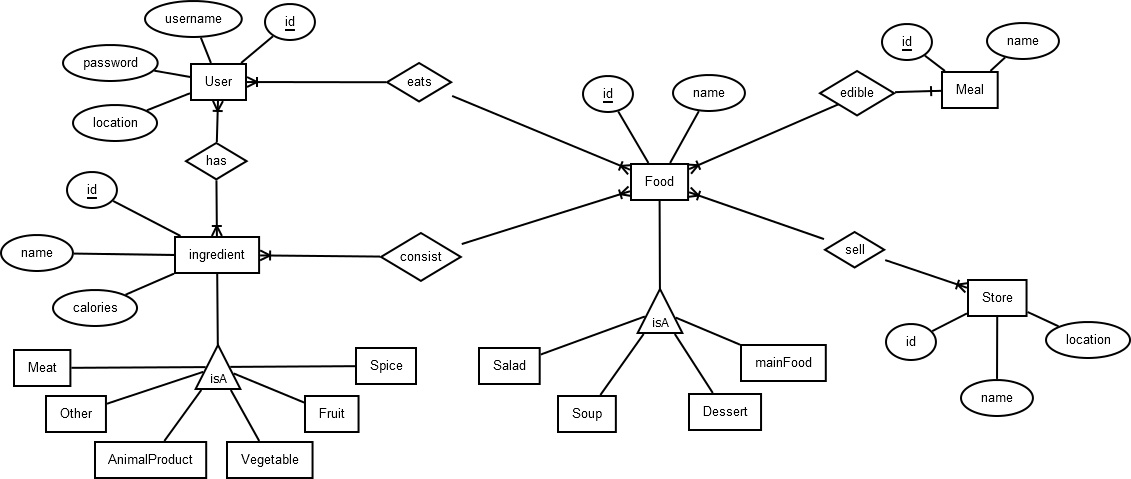 username
id
password
User
location
eats
id
name
id
name
edible
Meal
has
id
Food
name
ingredient
consist
sell
calories
Store
id
location
name
isA
Meat
Spice
isA
Salad
mainFood
Other
Fruit
Soup
Dessert
AnimalProduct
Vegetable